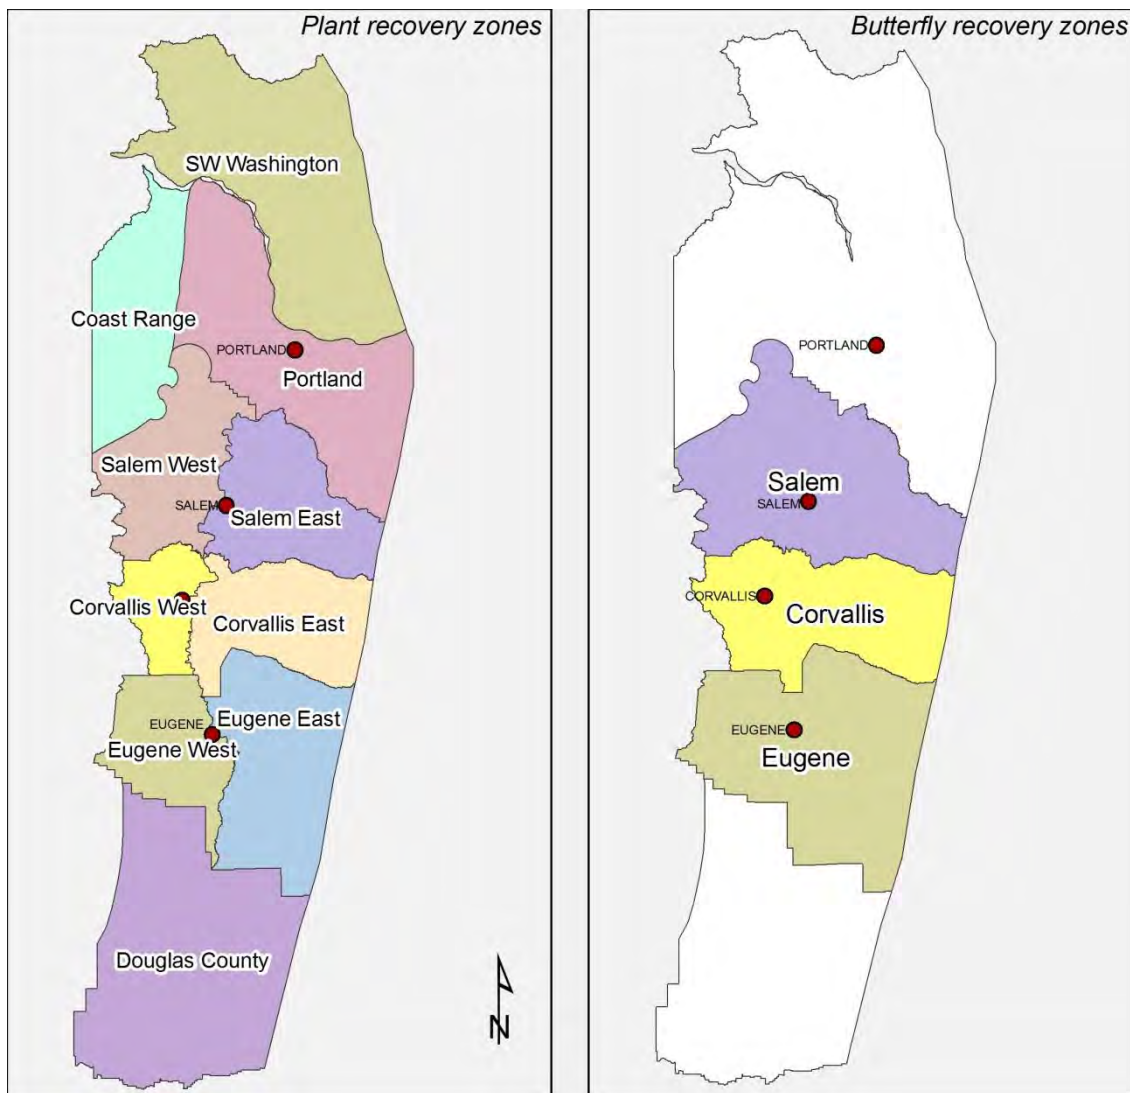 Plant recovery zones
SW Washington
Coast Range
PORTLAND
Portland
Salem West
SALEM
Salem East
Corvallis West
Corvallis East
EUGENE
Eugene East
Eugene West
Douglas County
N
Butterfly recovery zones
PORTLAND
Salem
SALEM
CORVALLIS
Corvallis
EUGENE
Eugene